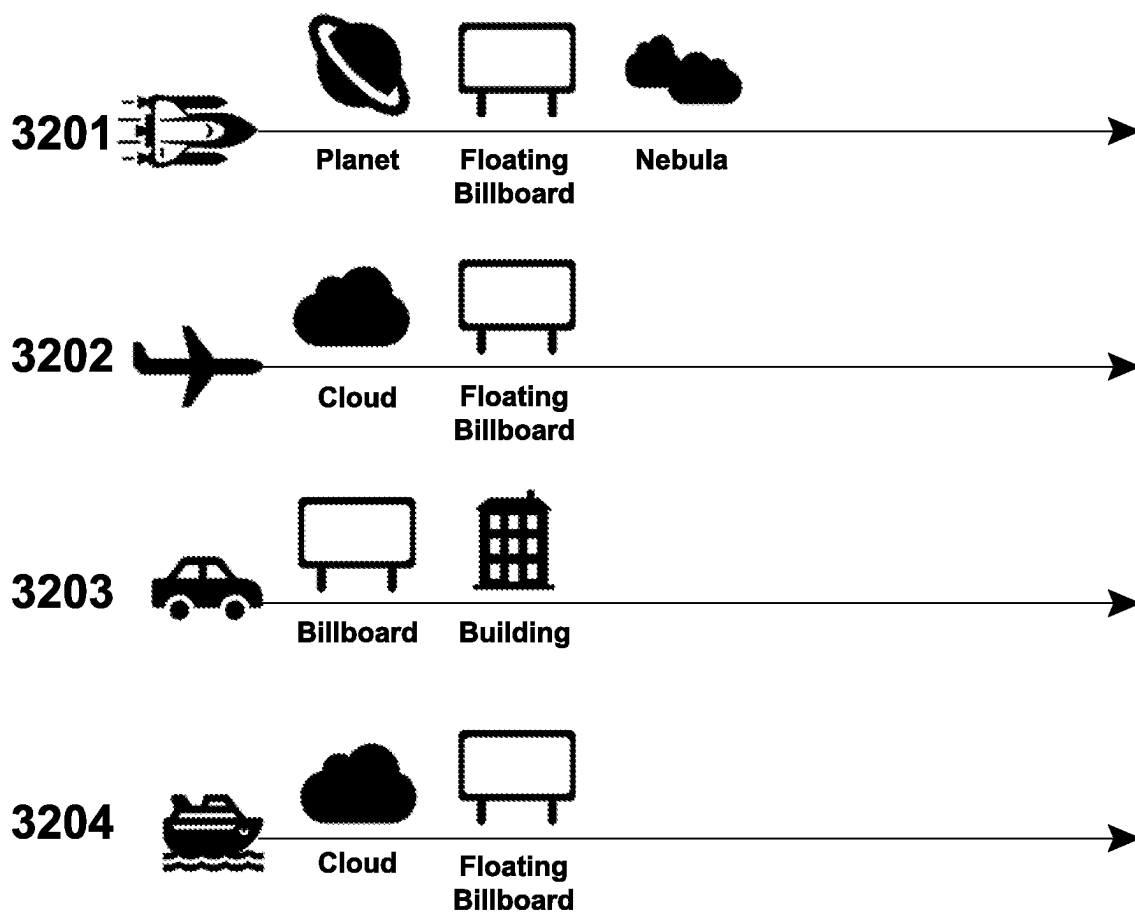 3201
Planet
Floating
Billboard
Nebula
3202
Cloud
Floating
Billboard
3203
Billboard
Building
3204
Cloud
Floating
Billboard